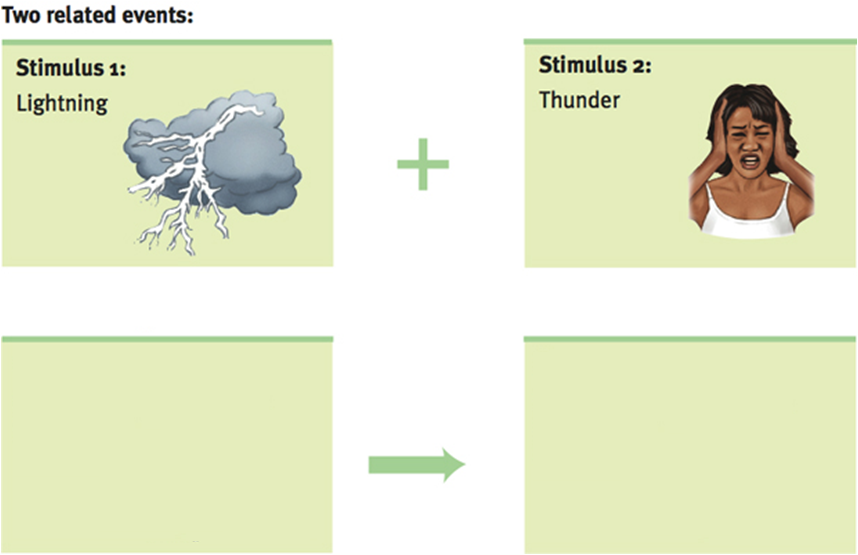 Two related events:
Stimulus 1:
Lightning
Stimulus 2:
Thunder